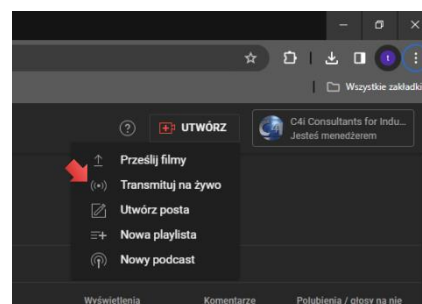 Wszystkie zakładki
UTWÓRZ
C4i Consultants for Indu...
Jesteś menedżerem
Prześlij filmy
Transmituj na żywo
Utwórz posta
Nowa playlista
Nowy podcast
Wyświetlenia Komentarze Polubienia / głosy na nie